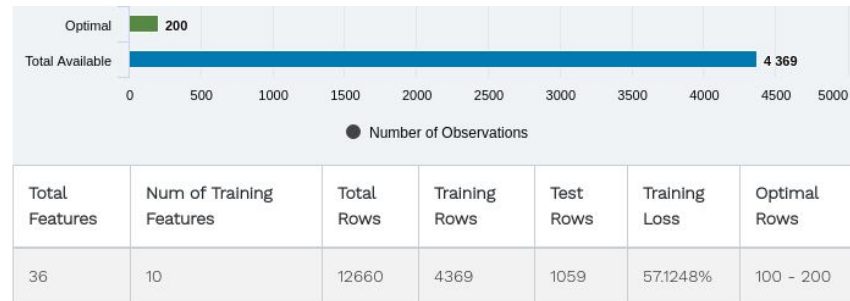 Optimal 200
Total Available 4 369
0 500 1000 1500 2000 2500 3000 3500 4000 4500 5000
Number of Observations
Total Features Num of Training Features Total Rows Training Rows Test Rows Training Loss Optimal Rows
36 10 12660 4369 1059 57.1248% 100 - 200